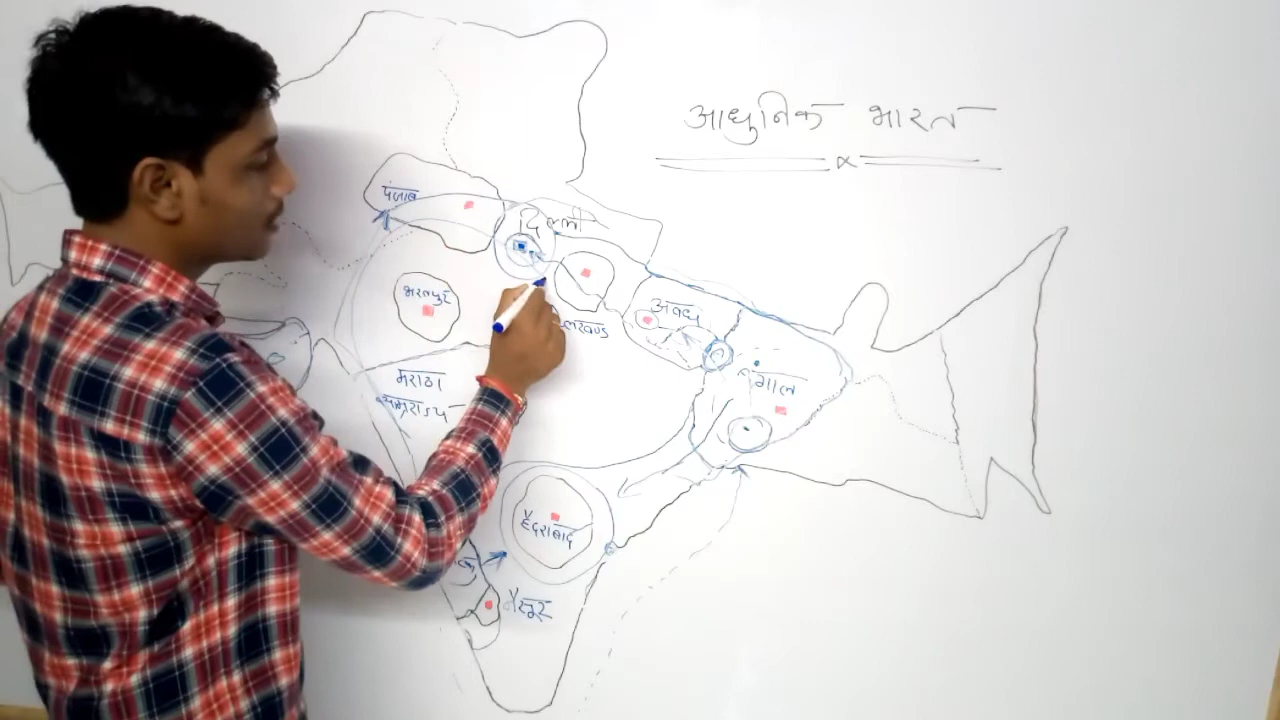 आधुनिक भारत
पंजाब
दिल्ली
भरतपुर
अवध
मराठा
साम्राज्य
हैदराबाद
मैसूर